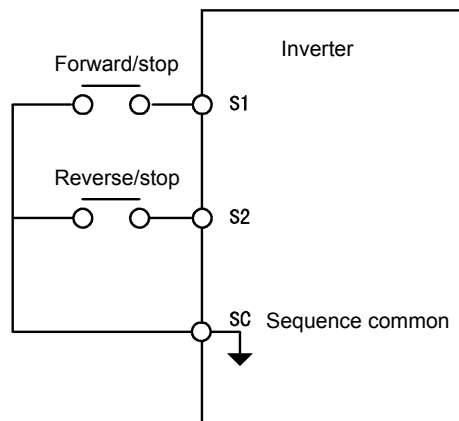 Inverter
Forward/stop
S1
Reverse/stop
S2
SC Sequence common